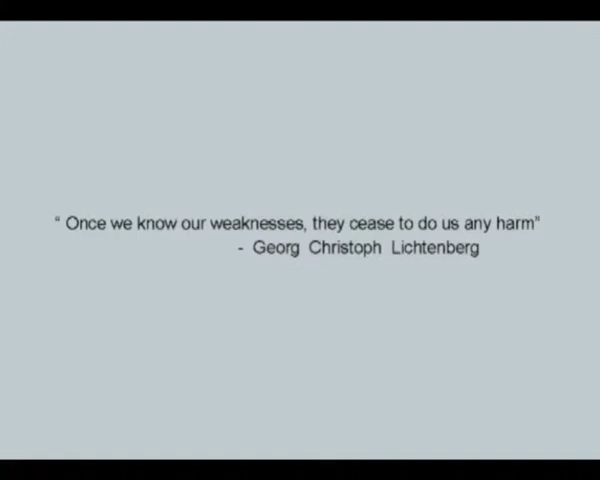 “ Once we know our weaknesses, they cease to do us any harm”
- Georg Christoph Lichtenberg